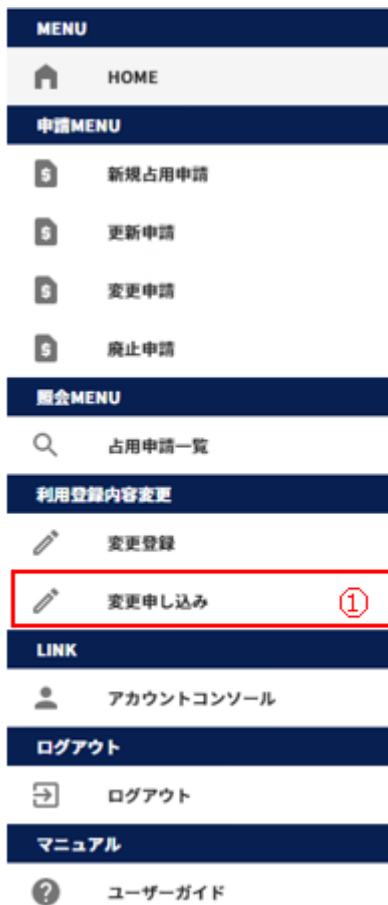 MENU
HOME
申請MENU
新規占用申請
更新申請
変更申請
廃止申請
照会MENU
占用申請一覧
利用登録内容変更
変更登録
変更申し込み ①
LINK
アカウントコンソール
ログアウト
ログアウト
マニュアル
ユーザーガイド